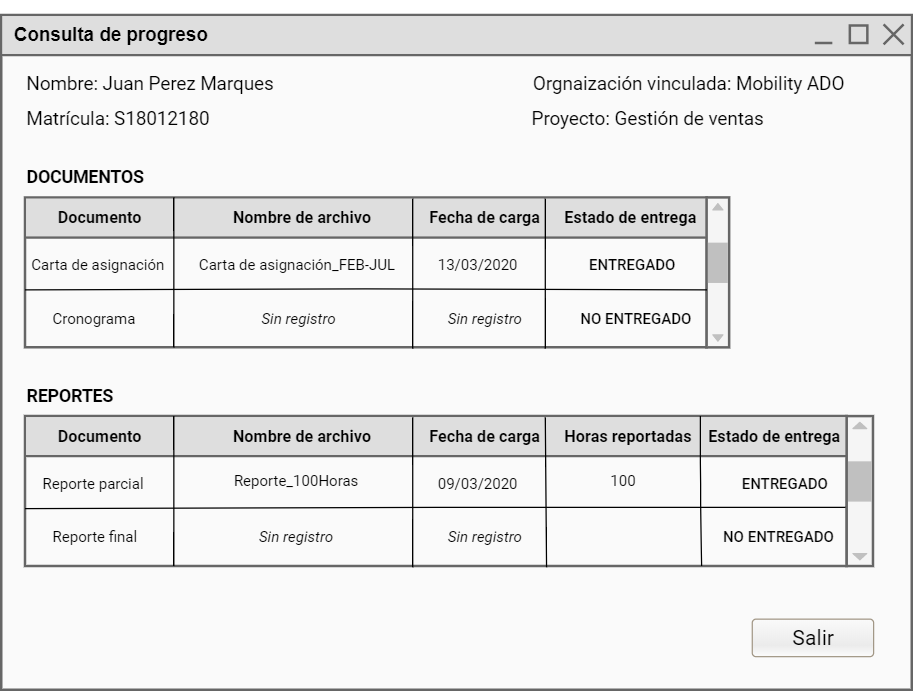 Consulta de progreso
Nombre: Juan Perez Marques
Orgnaización vinculada: Mobility ADO
Matrícula: S18012180
Proyecto: Gestión de ventas
DOCUMENTOS
Documento Nombre de archivo Fecha de carga Estado de entrega
Carta de asignación Carta de asignación_FEB-JUL 13/03/2020 ENTREGADO
Cronograma Sin registro Sin registro NO ENTREGADO
REPORTES
Documento Nombre de archivo Fecha de carga Horas reportadas Estado de entrega
Reporte parcial Reporte_100Horas 09/03/2020 100 ENTREGADO
Reporte final Sin registro Sin registro NO ENTREGADO
Salir